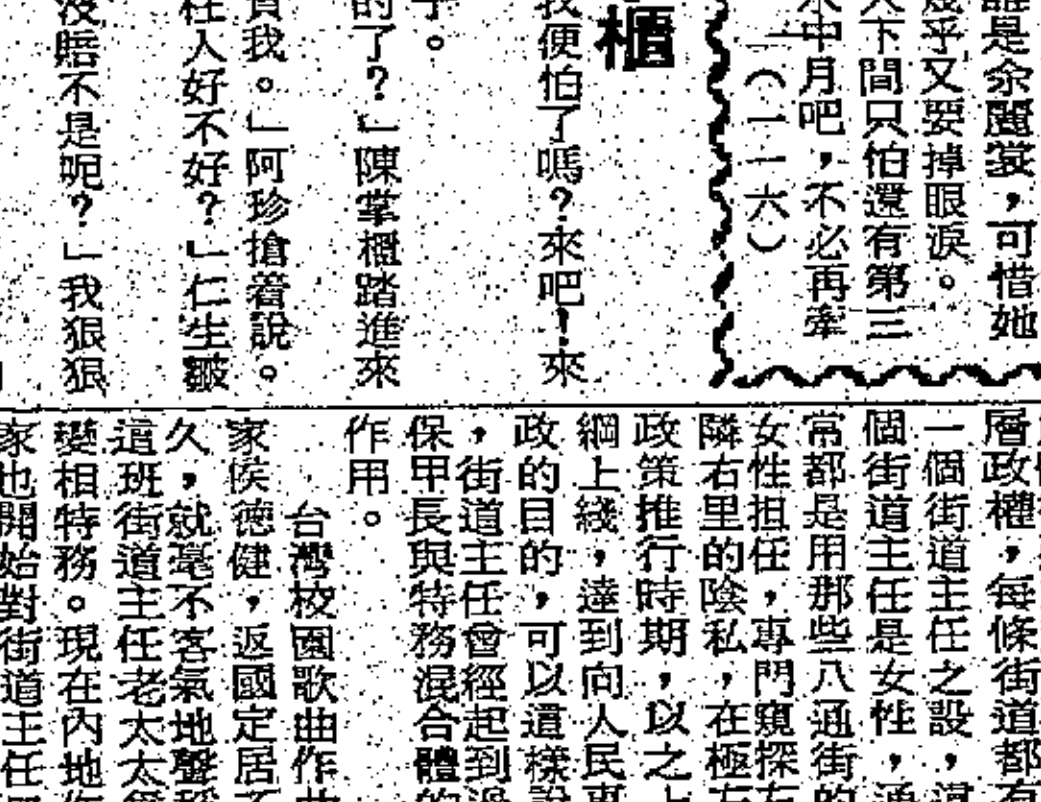 誰是余麗裳，可惜她
幾乎又要掉眼淚。
天下間只怕還有第三
水中月吧，不必再牽
（一一六）
櫃
我便怕了嗎？來吧！來
子。
的了？」陳掌櫃踏進來
負我。」阿珍搶着說。
枉人好不好？」仁生皺
沒賠不是呢？」我狠狠
層政權，每條街道都有
一個街道主任之設，
個街道主任是女性，通
常都是用那些八通街的
女性担任，專門窺探左
隣右里的陰私，在極左
政策推行時期，以之上
綱上綫，達到向人民專
政的目的，可以這樣說
，街道主任曾經起到過
保甲長與特務混合體的
作用。
台灣校園歌曲作曲
家侯德健，返國定居不
久，就毫不客氣地聲稱
這班街道主任老太太
變相特務。現在內地作
家也開始對街道主任